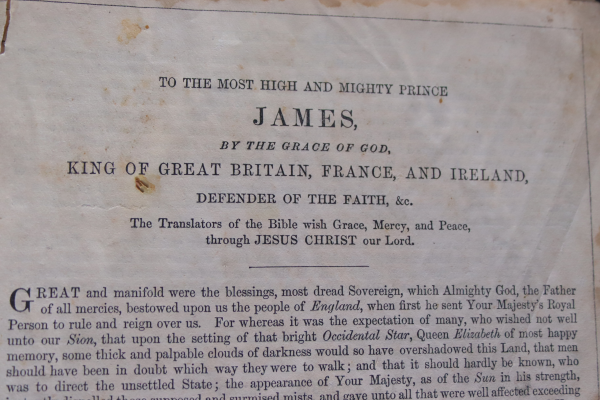 TO THE MOST HIGH AND MIGHTY PRINCE
JAMES,
BY THE GRACE OF GOD,
KING OF GREAT BRITAIN, FRANCE, AND IRELAND,
DEFENDER OF THE FAITH, &c.
The Translators of the Bible wish Grace, Mercy, and Peace,
through JESUS CHRIST our Lord.
GREAT and manifold were the blessings, most dread Sovereign, which Almighty God, the Father
of all mercies, bestowed upon us the people of England, when first he sent Your Majesty's Royal
Person to rule and reign over us. For whereas it was the expectation of many, who wished not well
unto our Sion, that upon the setting of that bright Occidental Star, Queen Elizabeth of most happy
memory, some thick and palpable clouds of darkness would so have overshadowed this Land, that men
should have been in doubt which way they were to walk; and that it should hardly be known, who
was to direct the unsettled State; the appearance of Your Majesty, as of the Sun in his strength,
supposed and surmised mists, and gave unto all that were well affected exceeding